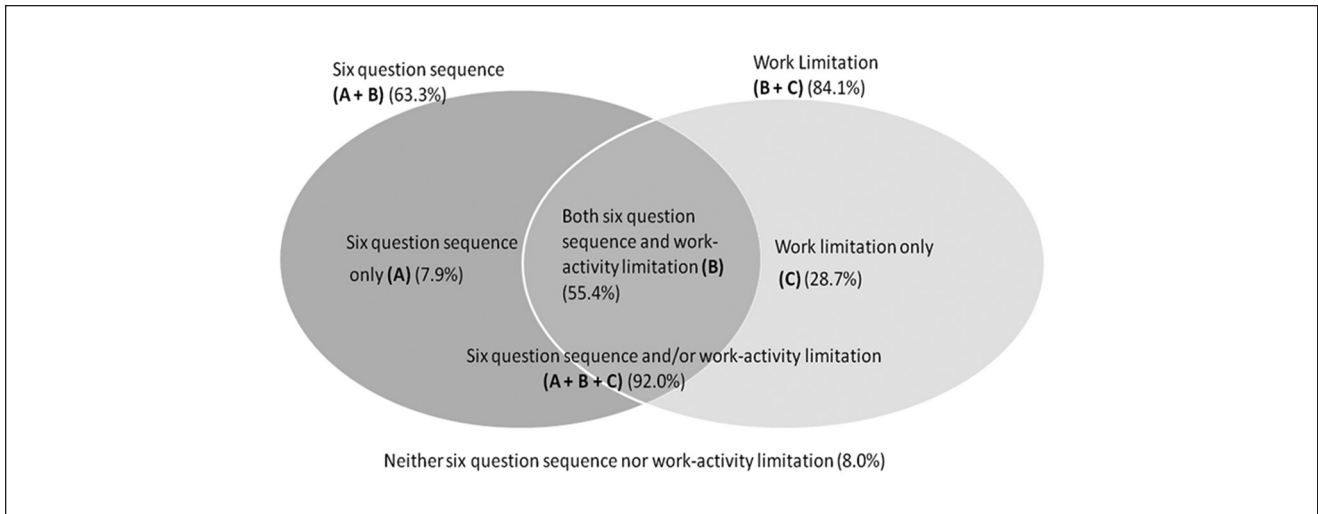 Six question sequence
(A + B) (63.3%)
Work Limitation
(B + C) (84.1%)
Six question sequence
only (A) (7.9%)
Both six question
sequence and work-
activity limitation (B)
(55.4%)
Work limitation only
(C) (28.7%)
Six question sequence and/or work-activity limitation
(A + B + C) (92.0%)
Neither six question sequence nor work-activity limitation (8.0%)